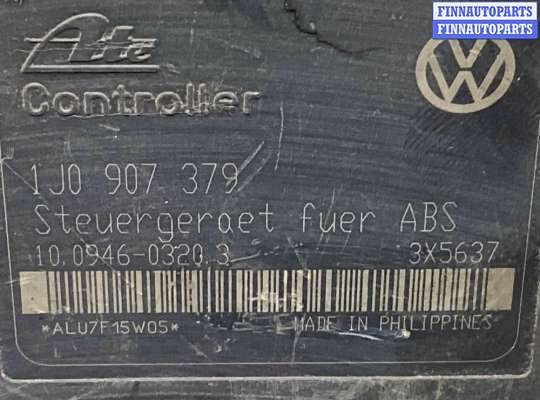 FINNAUTOPARTS
FINNAUTOPARTS
Ate
Controller
1J0 907 379
Steuergeraet fuer ABS
10.0946-0320.3
3X5637
*ALU7F15W05*
MADE IN PHILIPPINES